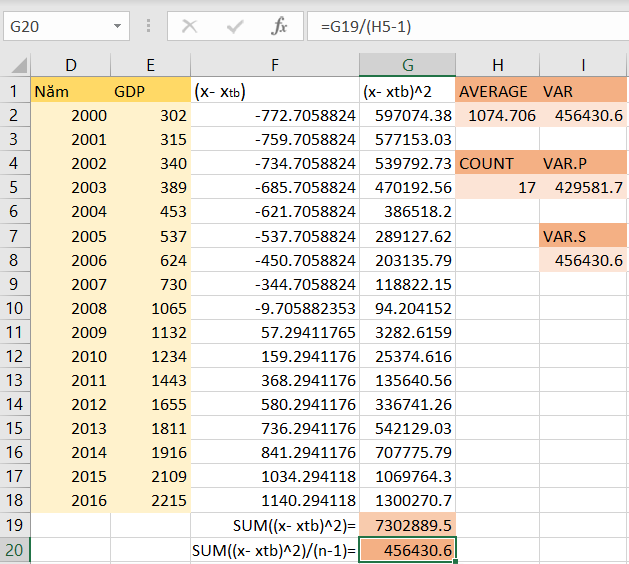 G20 fx =G19/(H5-1)
D E F G H I
1 Năm GDP (x- xtb) (x- xtb)^2 AVERAGE VAR
2 2000 302 -772.7058824 597074.38 1074.706 456430.6
3 2001 315 -759.7058824 577153.03
4 2002 340 -734.7058824 539792.73 COUNT VAR.P
5 2003 389 -685.7058824 470192.56 17 429581.7
6 2004 453 -621.7058824 386518.2
7 2005 537 -537.7058824 289127.62 VAR.S
8 2006 624 -450.7058824 203135.79 456430.6
9 2007 730 -344.7058824 118822.15
10 2008 1065 -9.705882353 94.204152
11 2009 1132 57.29411765 3282.6159
12 2010 1234 159.2941176 25374.616
13 2011 1443 368.2941176 135640.56
14 2012 1655 580.2941176 336741.26
15 2013 1811 736.2941176 542129.03
16 2014 1916 841.2941176 707775.79
17 2015 2109 1034.294118 1069764.3
18 2016 2215 1140.294118 1300270.7
19 SUM((x- xtb)^2)= 7302889.5
20 SUM((x- xtb)^2)/(n-1)= 456430.6